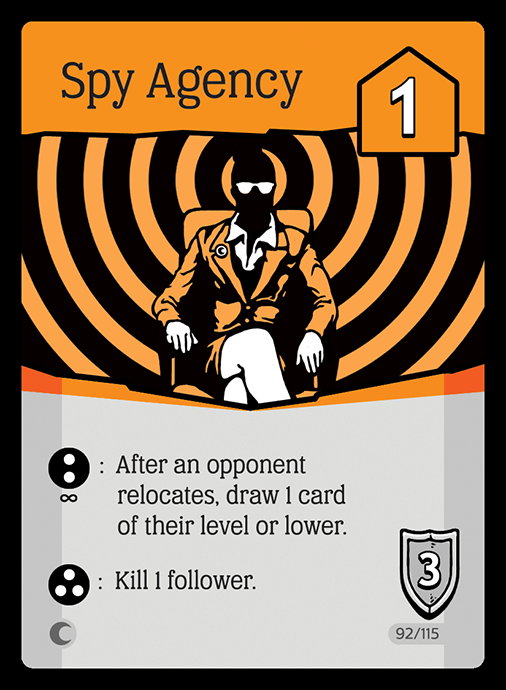 Spy Agency
1
: After an opponent
relocates, draw 1 card
of their level or lower.
∞
: Kill 1 follower.
3
92/115